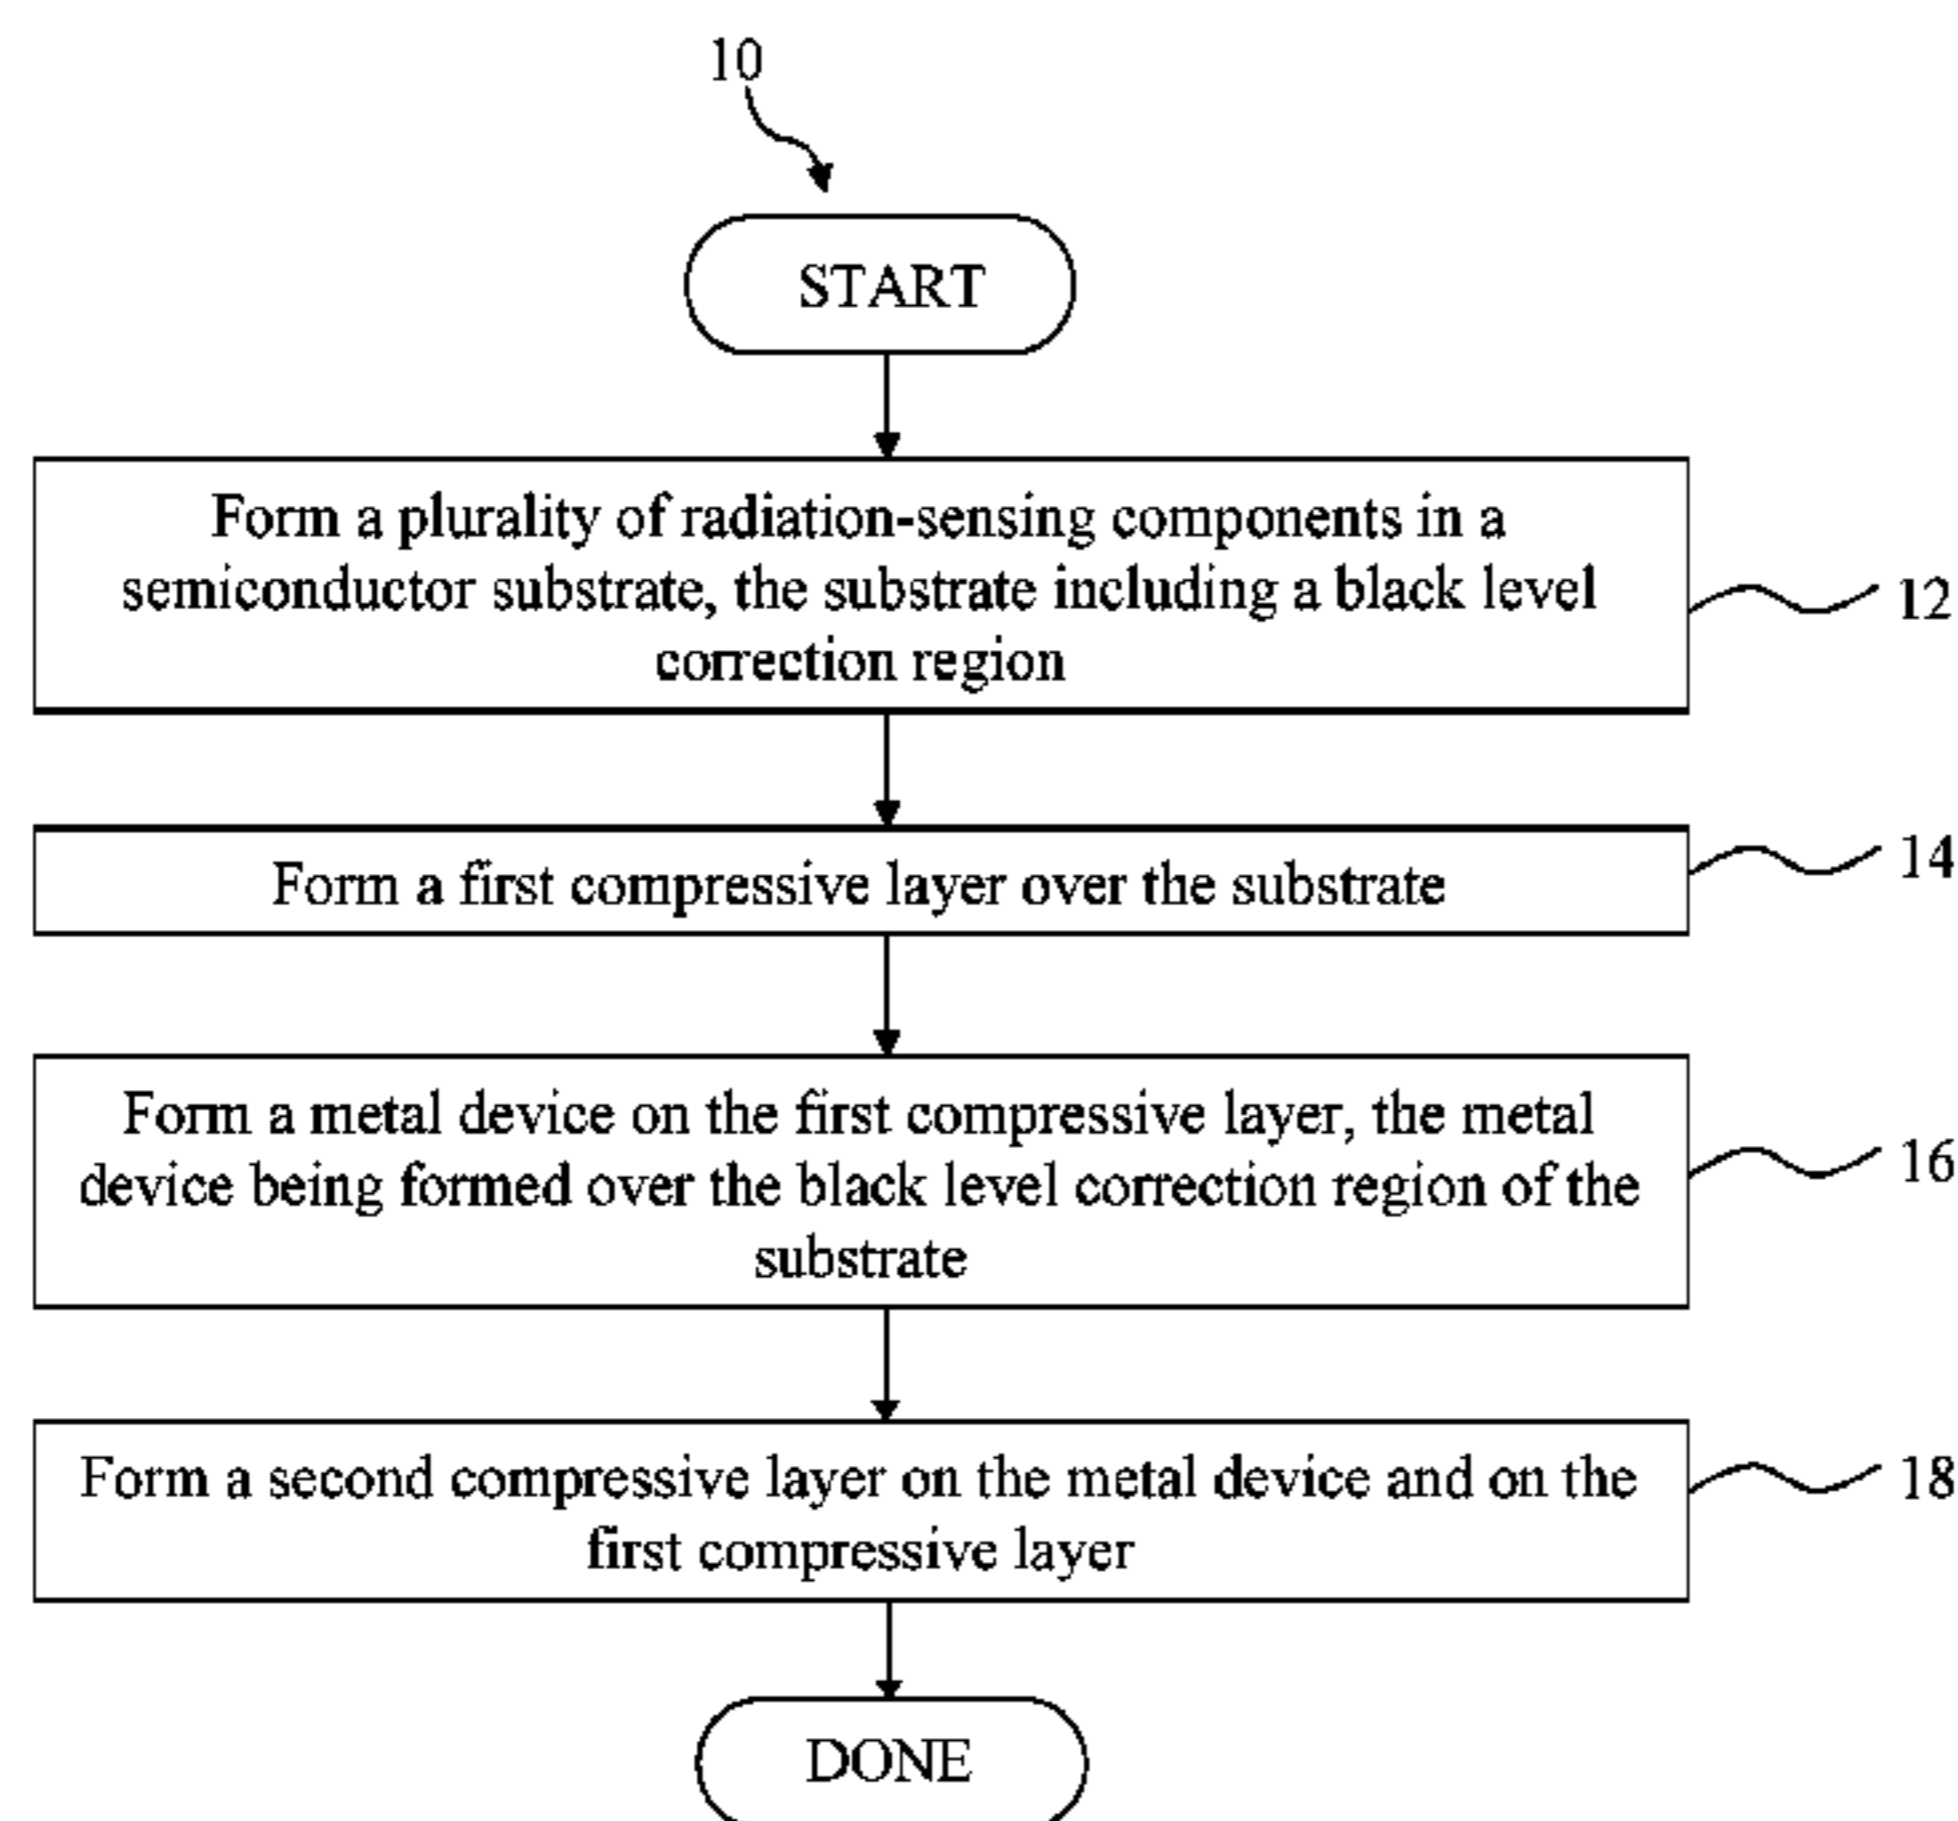 10
START
Form a plurality of radiation-sensing components in a
semiconductor substrate, the substrate including a black level
correction region
12
Form a first compressive layer over the substrate
14
Form a metal device on the first compressive layer, the metal
device being formed over the black level correction region of the
substrate
16
Form a second compressive layer on the metal device and on the
first compressive layer
18
DONE